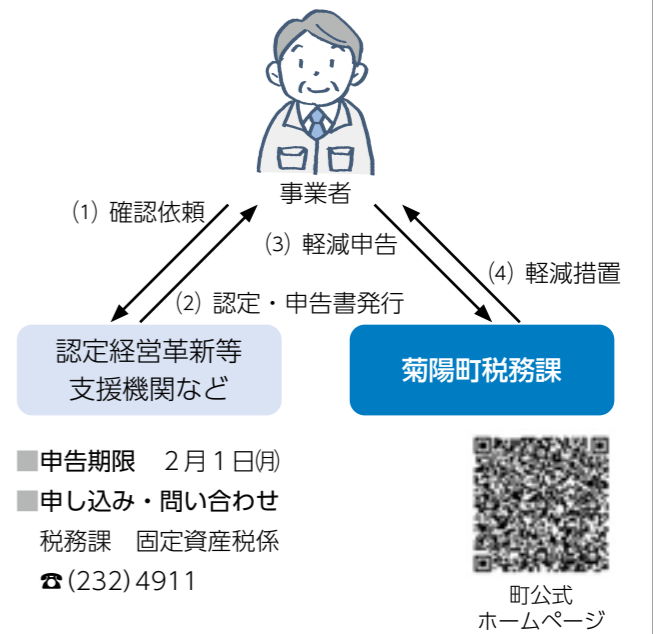 事業者
(1) 確認依頼
(3) 軽減申告
(4) 軽減措置
(2) 認定・申告書発行
認定経営革新等
支援機関など
菊陽町税務課
■申告期限　2月1日㈪
■申し込み・問い合わせ
税務課　固定資産税係
☎(232)4911
町公式
ホームページ